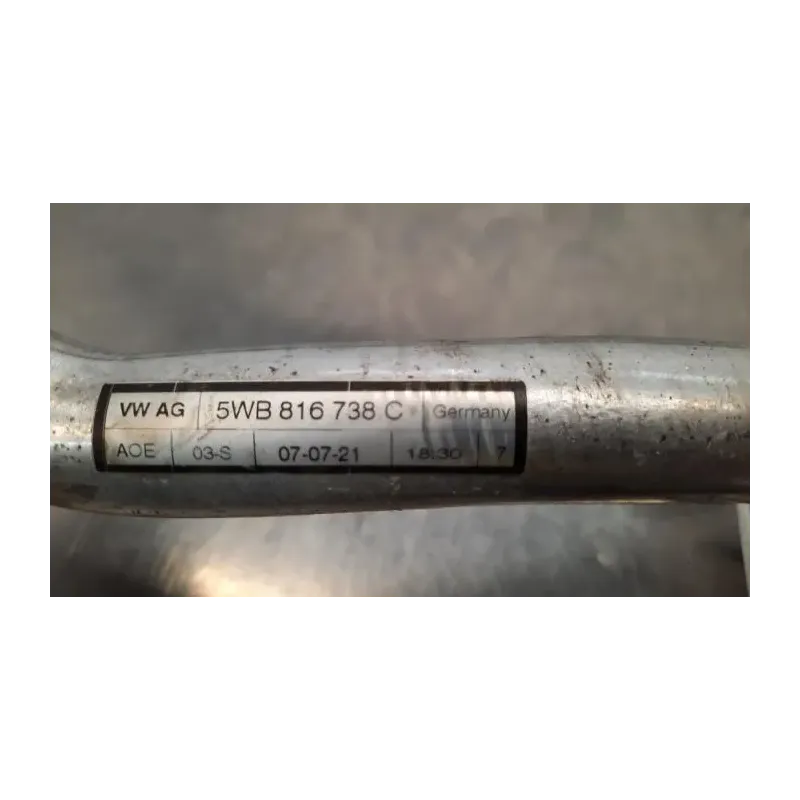 VW AG 5WB 816 738 C Germany
AOE 03-S 07-07-21 18:30 7